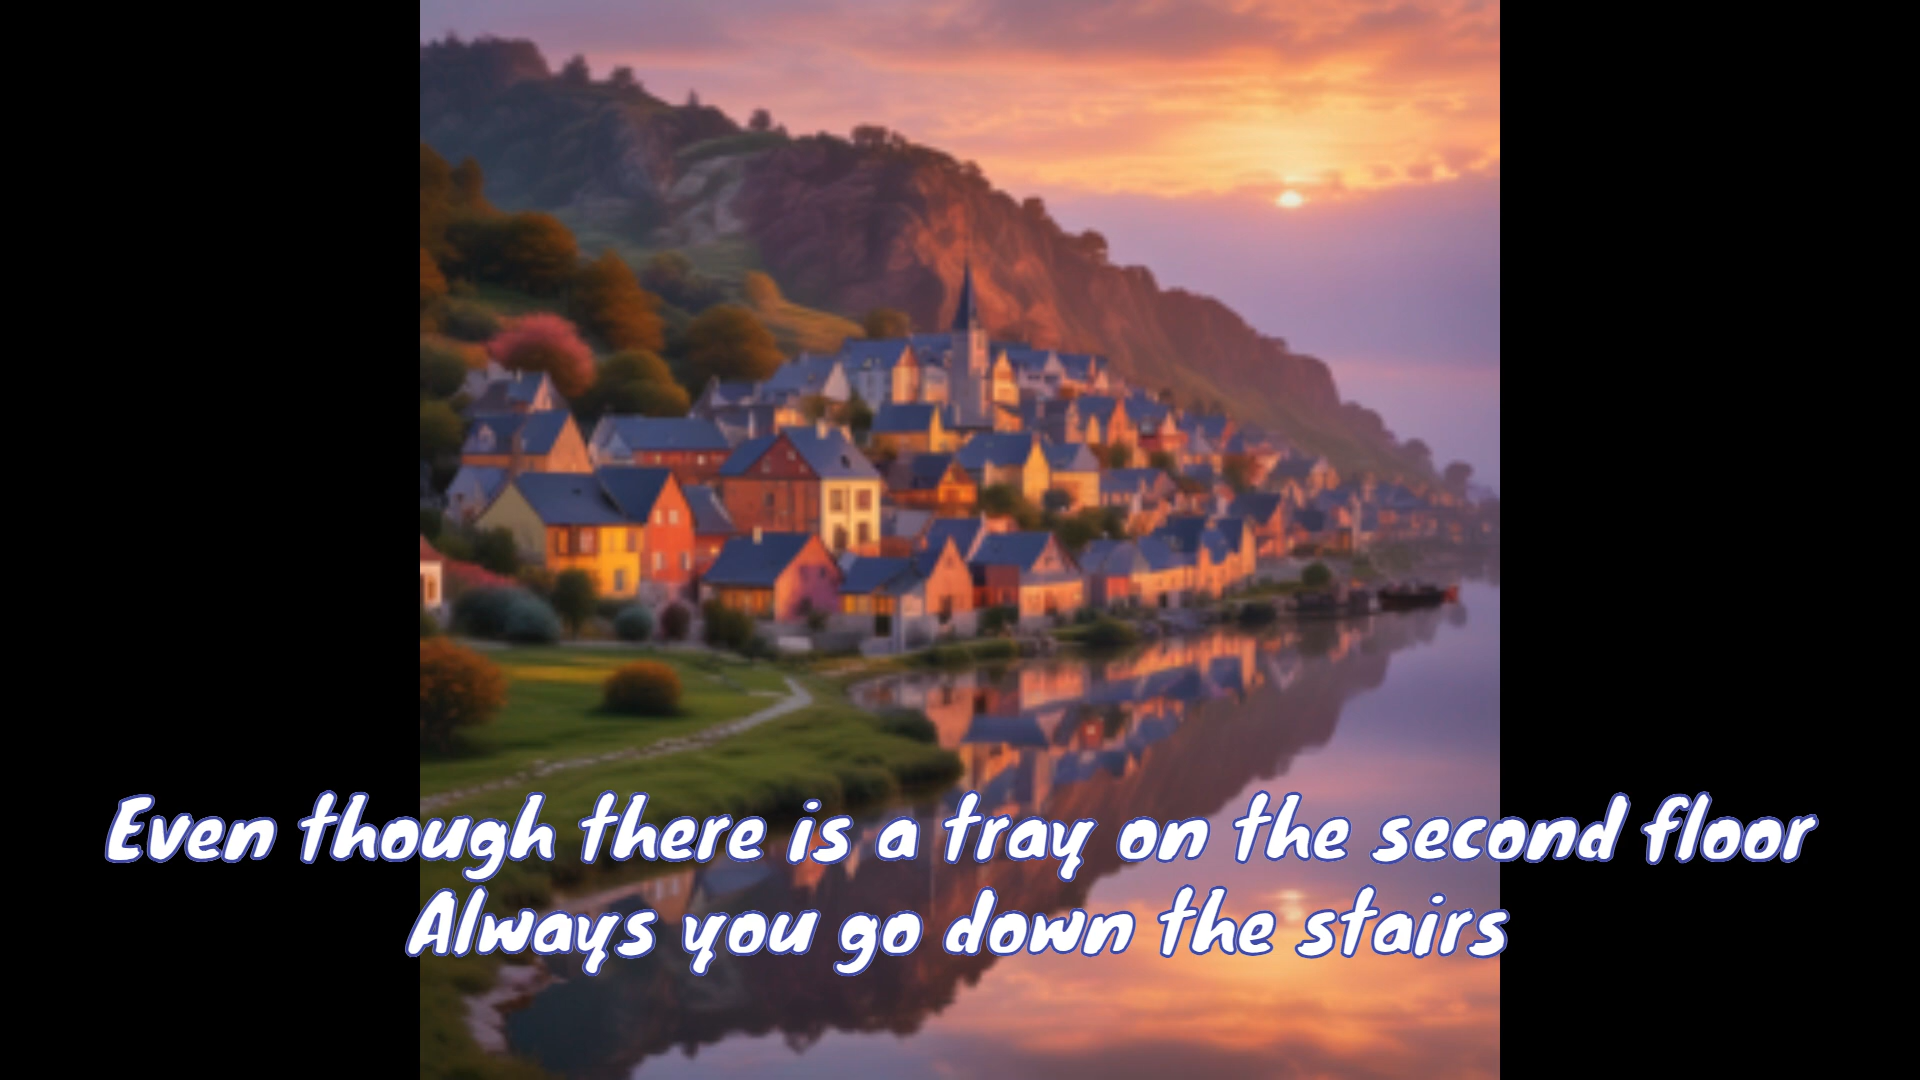 Even though there is a tray on the second floor
Always you go down the stairs